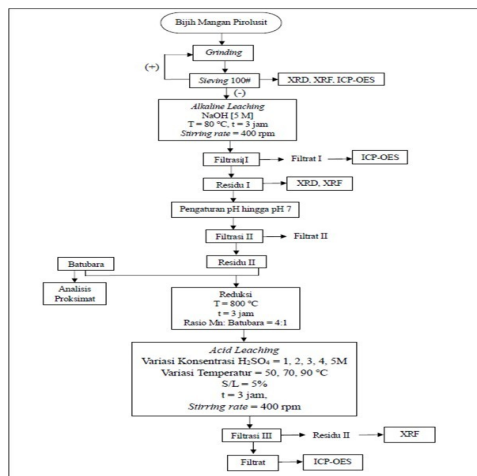 Bijih Mangan Pirolusit
Grinding
(+)
Sieving 100#
XRD, XRF, ICP-OES
(-)
Alkaline Leaching
NaOH [5 M]
T = 80 °C, t = 3 jam
Stirring rate = 400 rpm
Filtrasi I
Filtrat I
ICP-OES
Residu I
XRD, XRF
Pengaturan pH hingga pH 7
Filtrasi II
Filtrat II
Batubara
Residu II
Analisis
Proksimat
Reduksi
T = 800 °C
t = 3 jam
Rasio Mn: Batubara = 4:1
Acid Leaching
Variasi Konsentrasi H₂SO₄ = 1, 2, 3, 4, 5M
Variasi Temperatur = 50, 70, 90 °C
S/L = 5%
t = 3 jam,
Stirring rate = 400 rpm
Filtrasi III
Residu II
XRF
Filtrat
ICP-OES